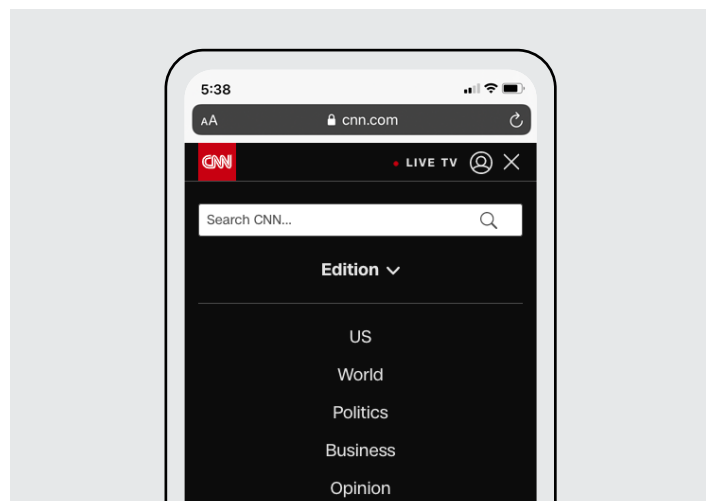 5:38
AA cnn.com
CNN LIVE TV
Search CNN...
Edition
US
World
Politics
Business
Opinion